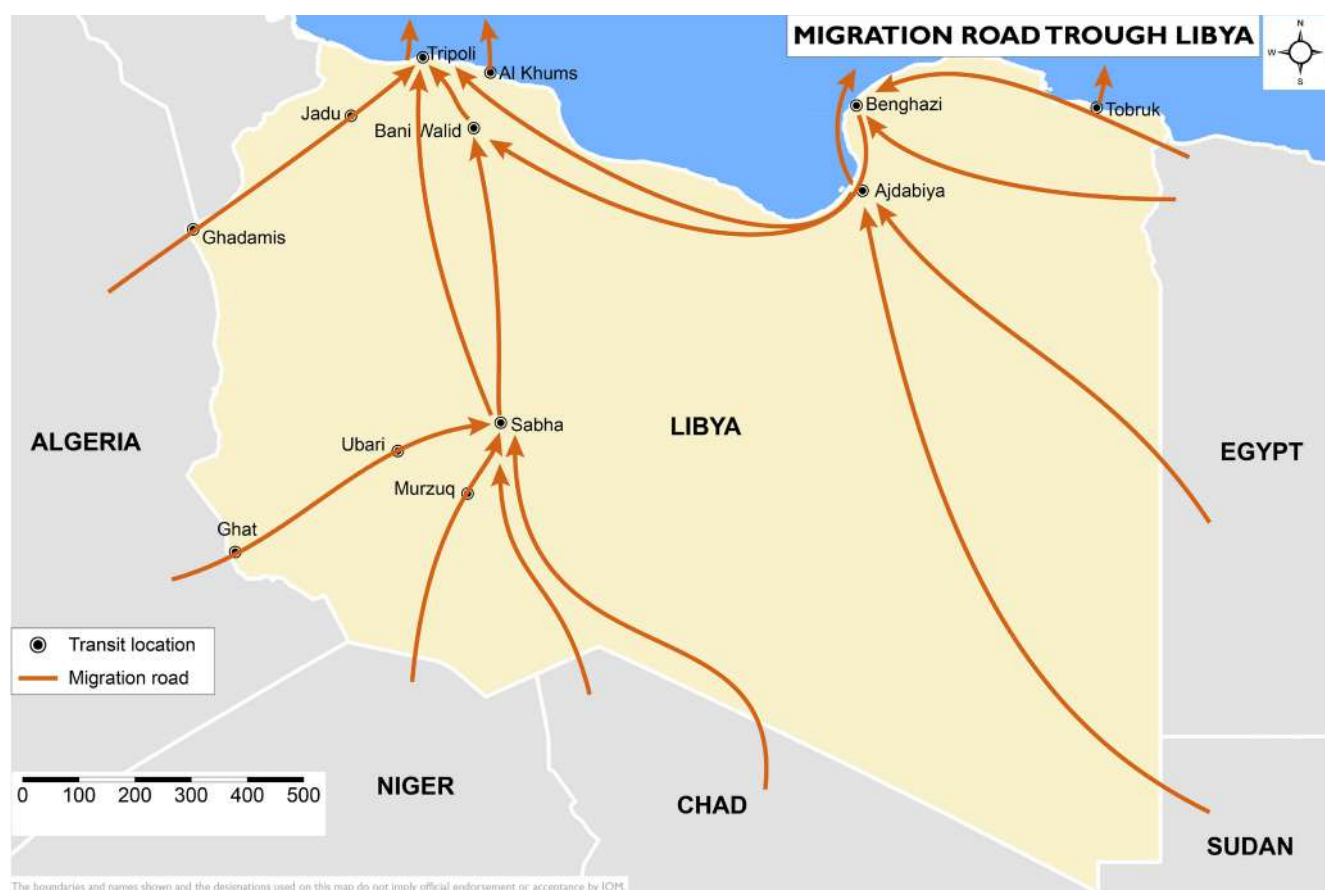 MIGRATION ROAD TROUGH LIBYA
N
W
E
S
Tripoli
Al Khums
Jadu
Bani Walid
Benghazi
Tobruk
Ajdabiya
Ghadamis
ALGERIA
Sabha
LIBYA
Ubari
EGYPT
Murzuq
Ghat
Transit location
Migration road
NIGER
CHAD
SUDAN
0 100 200 300 400 500
The boundaries and names shown and the designations used on this map do not imply official endorsement or acceptance by IOM.